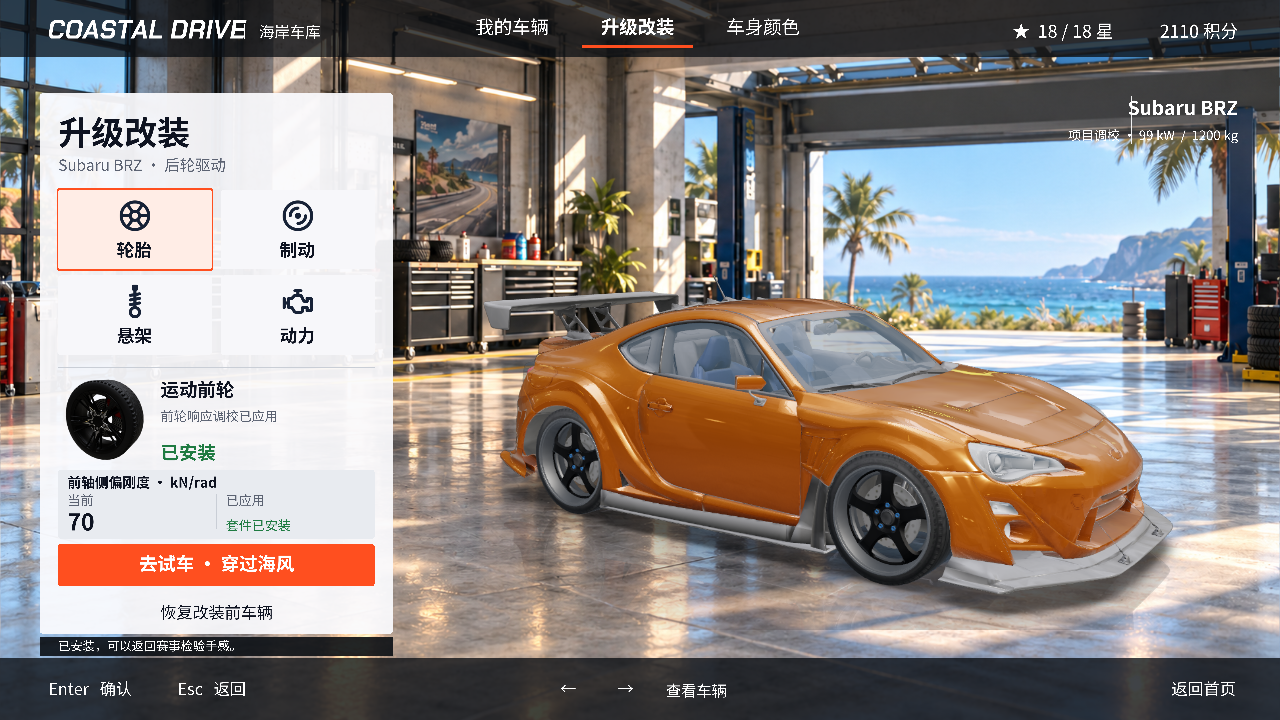 COASTAL DRIVE 海岸车库
我的车辆
升级改装
车身颜色
★ 18 / 18 星
2110 积分
Subaru BRZ
项目调校 · 99 kW / 1200 kg
升级改装
Subaru BRZ · 后轮驱动
轮胎
制动
悬架
动力
运动前轮
前轮响应调校已应用
已安装
前轴侧偏刚度 · kN/rad
当前
已应用
70
套件已安装
去试车 · 穿过海风
恢复改装前车辆
已安装，可以返回赛事检验手感。
Enter 确认
Esc 返回
← → 查看车辆
返回首页